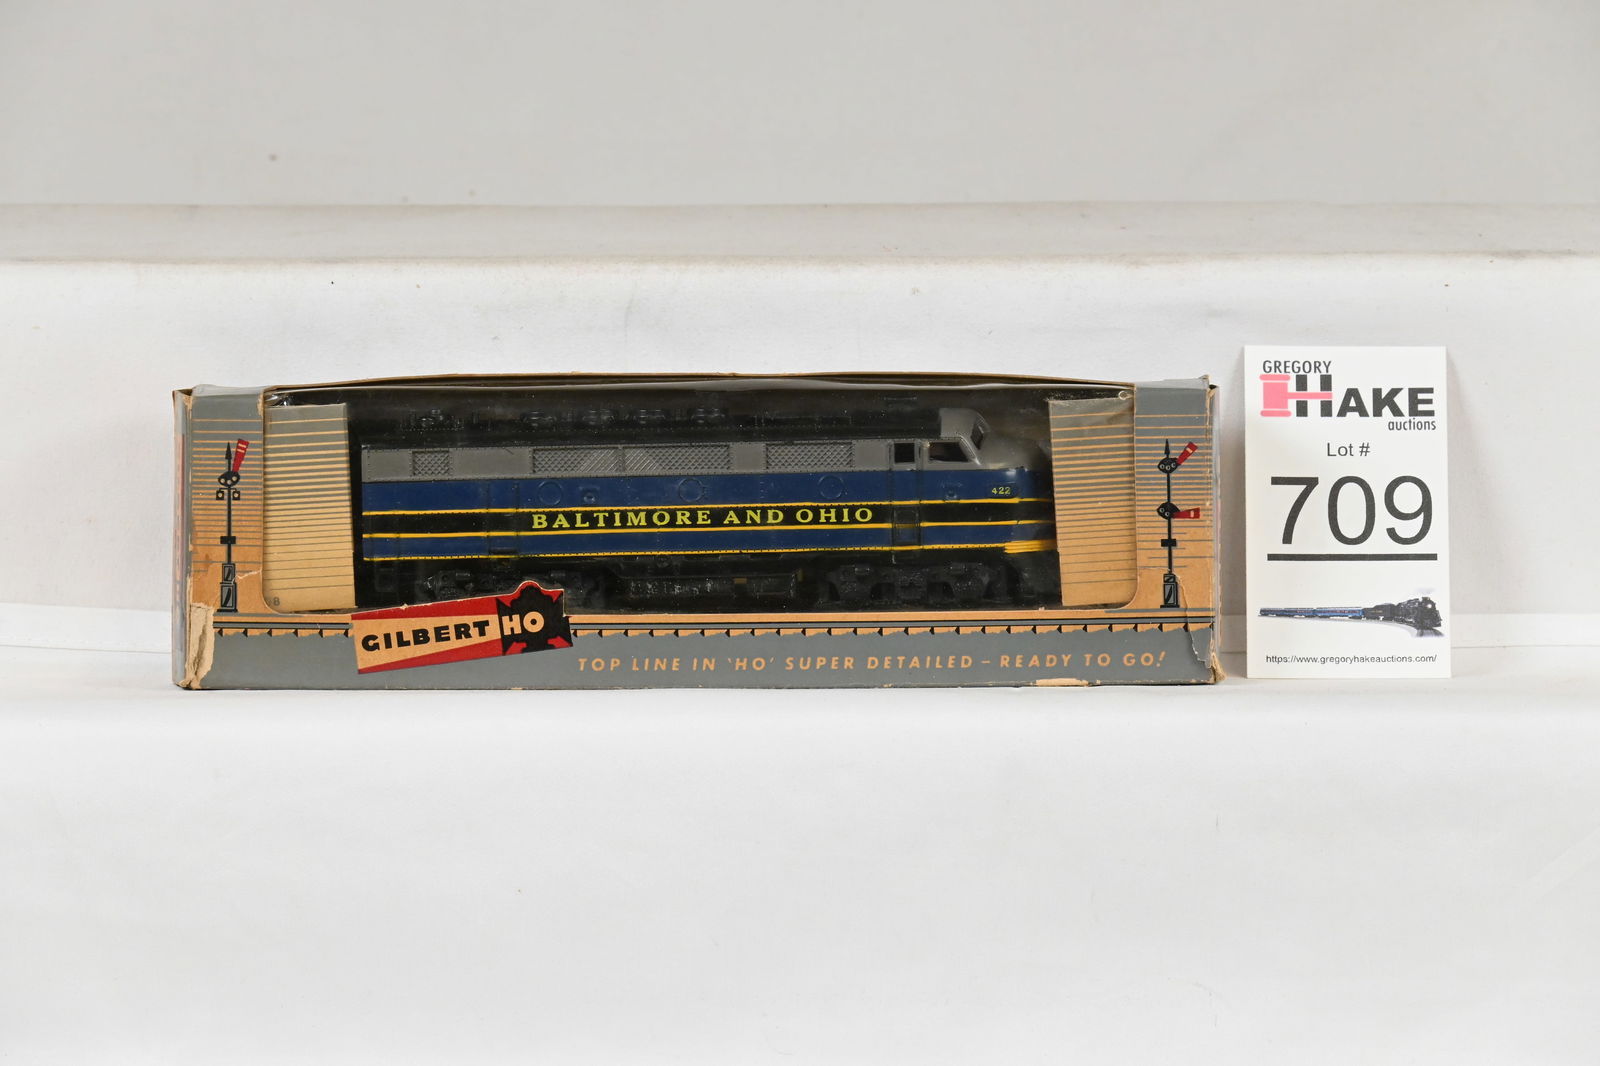 422
BALTIMORE AND OHIO
8
GILBERT HO
TOP LINE IN 'HO' SUPER DETAILED – READY TO GO!
GREGORY
HAKE
auctions
Lot #
709
https://www.gregoryhakeauctions.com/